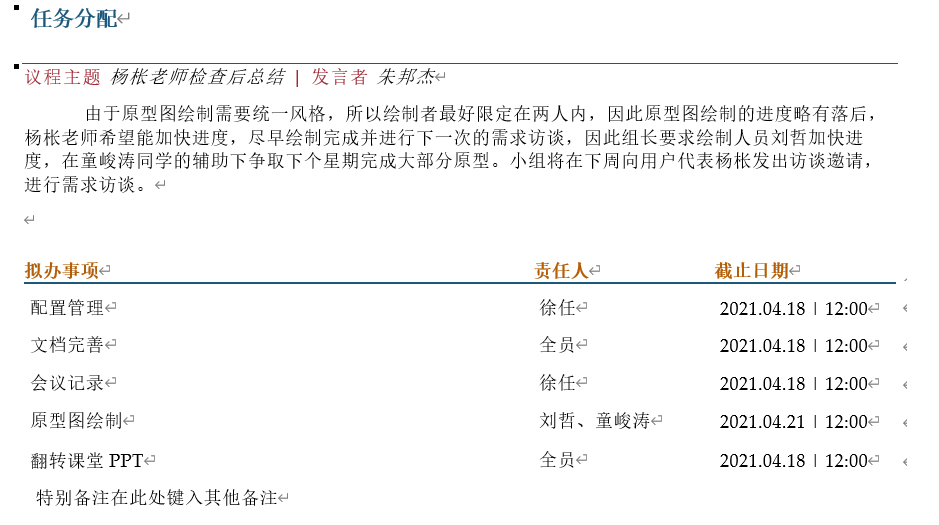 任务分配
议程主题 杨枨老师检查后总结 | 发言者 朱邦杰
由于原型图绘制需要统一风格，所以绘制者最好限定在两人内，因此原型图绘制的进度略有落后，
杨枨老师希望能加快进度，尽早绘制完成并进行下一次的需求访谈，因此组长要求绘制人员刘哲加快进
度，在童峻涛同学的辅助下争取下个星期完成大部分原型。小组将在下周向用户代表杨枨发出访谈邀请，
进行需求访谈。
拟办事项 责任人 截止日期
配置管理 徐任 2021.04.18 | 12:00
文档完善 全员 2021.04.18 | 12:00
会议记录 徐任 2021.04.18 | 12:00
原型图绘制 刘哲、童峻涛 2021.04.21 | 12:00
翻转课堂 PPT 全员 2021.04.18 | 12:00
特别备注在此处键入其他备注